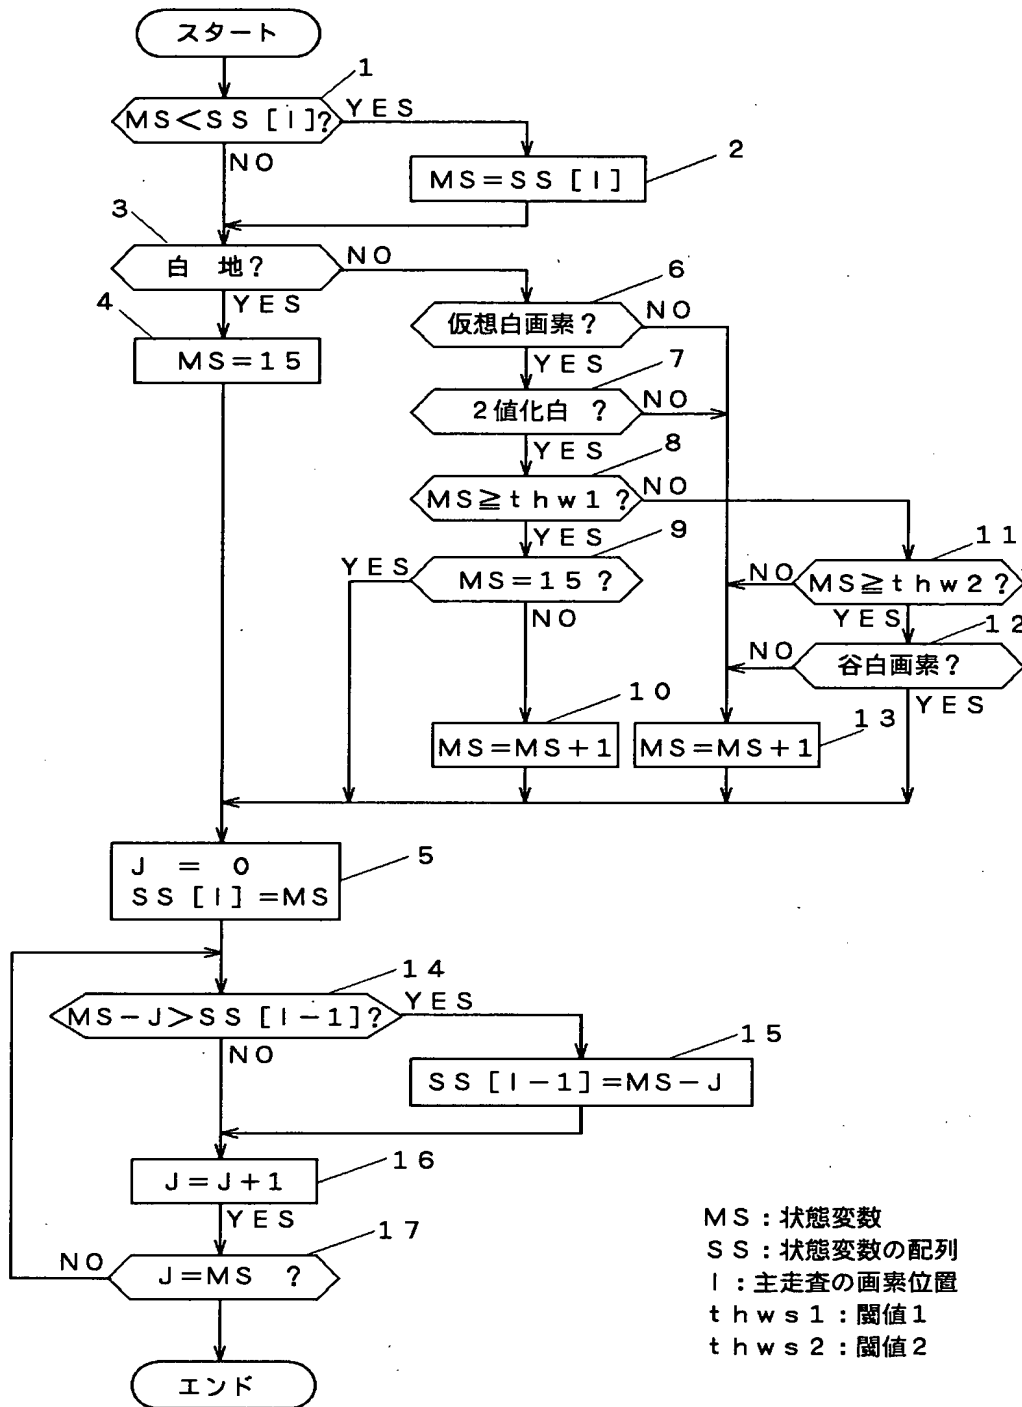 スタート
1
MS<SS [I]?
YES
NO
2
MS=SS [I]
3
白 地?
NO
YES
4
MS=15
6
仮想白画素?
NO
YES
7
2値化白 ?
NO
YES
8
MS≧thw1 ?
NO
YES
9
MS=15 ?
YES
NO
11
MS≧thw2 ?
NO
YES
12
谷白画素?
NO
YES
10
MS=MS+1
13
MS=MS+1
5
J = 0
SS [I] =MS
14
MS-J>SS [I-1]?
YES
NO
15
SS [I-1]=MS-J
16
J=J+1
YES
17
J=MS ?
NO
エンド
MS:状態変数
SS:状態変数の配列
I:主走査の画素位置
thws1:閾値1
thws2:閾値2